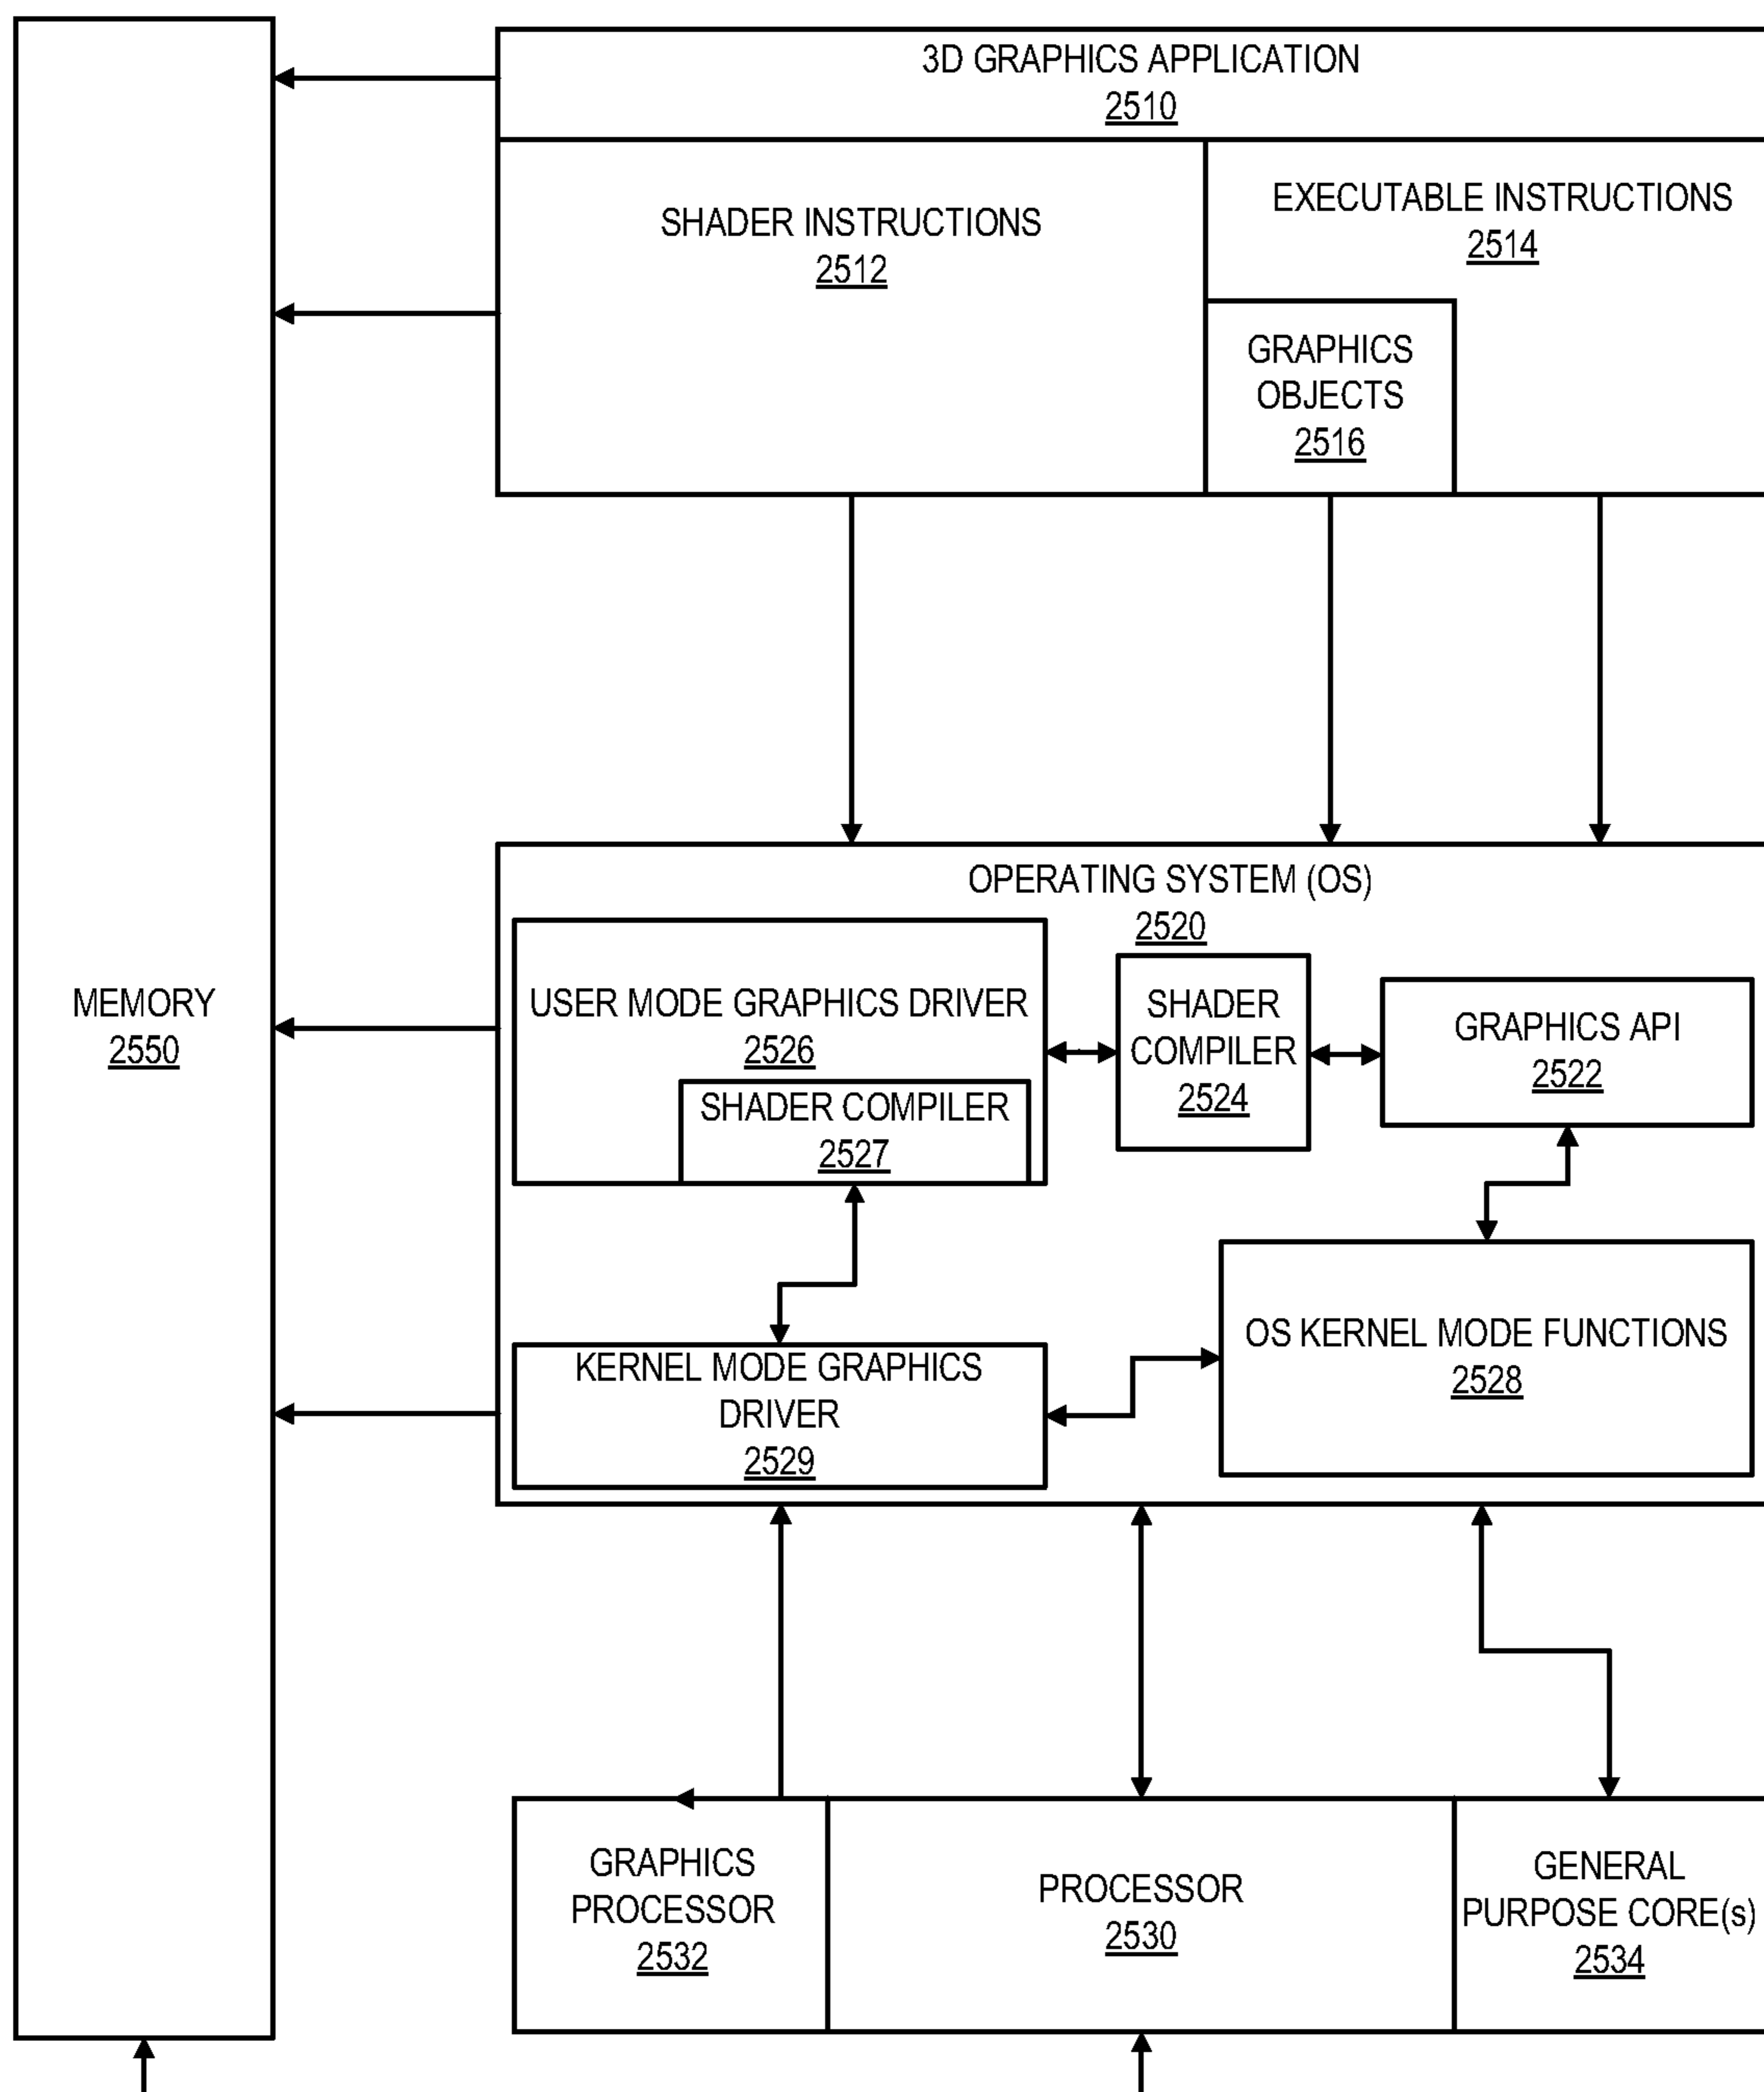 3D GRAPHICS APPLICATION
2510
SHADER INSTRUCTIONS
2512
EXECUTABLE INSTRUCTIONS
2514
GRAPHICS
OBJECTS
2516
MEMORY
2550
OPERATING SYSTEM (OS)
2520
USER MODE GRAPHICS DRIVER
2526
SHADER COMPILER
2527
SHADER
COMPILER
2524
GRAPHICS API
2522
KERNEL MODE GRAPHICS
DRIVER
2529
OS KERNEL MODE FUNCTIONS
2528
GRAPHICS
PROCESSOR
2532
PROCESSOR
2530
GENERAL
PURPOSE CORE(s)
2534